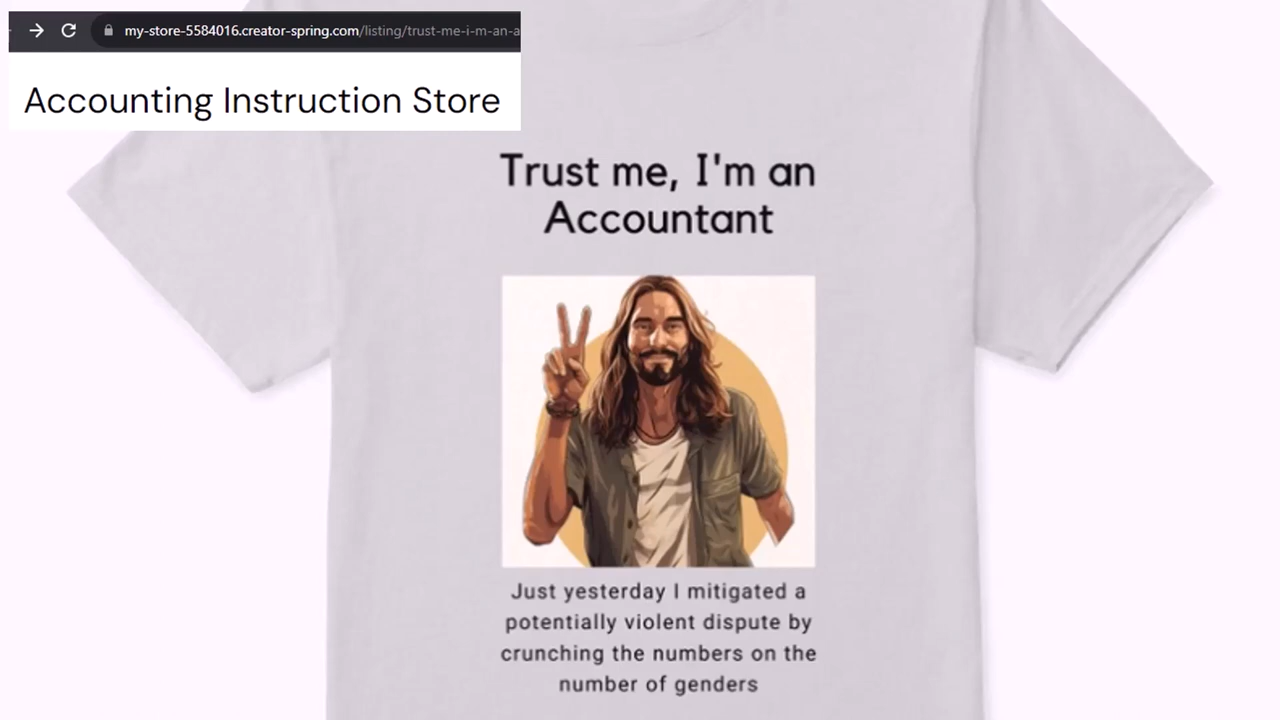 my-store-5584016.creator-spring.com/listing/trust-me-i-m-an-a
Accounting Instruction Store
Trust me, I'm an
Accountant
Just yesterday I mitigated a
potentially violent dispute by
crunching the numbers on the
number of genders